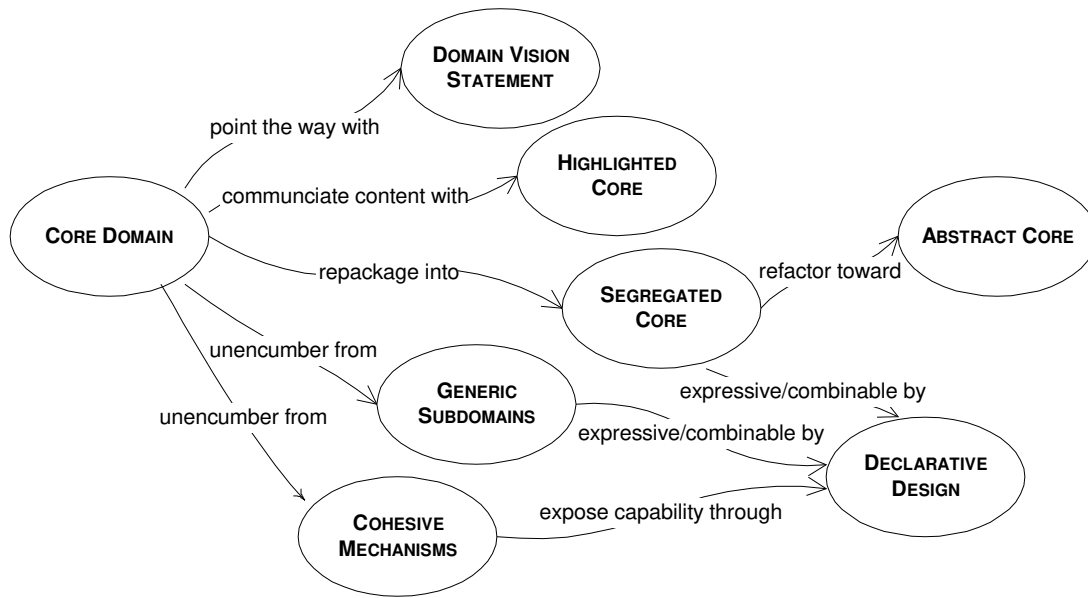 DOMAIN VISION
STATEMENT
point the way with
HIGHLIGHTED
CORE
communciate content with
CORE DOMAIN
ABSTRACT CORE
repackage into
refactor toward
SEGREGATED
CORE
unencumber from
GENERIC
SUBDOMAINS
expressive/combinable by
unencumber from
expressive/combinable by
DECLARATIVE
DESIGN
expose capability through
COHESIVE
MECHANISMS